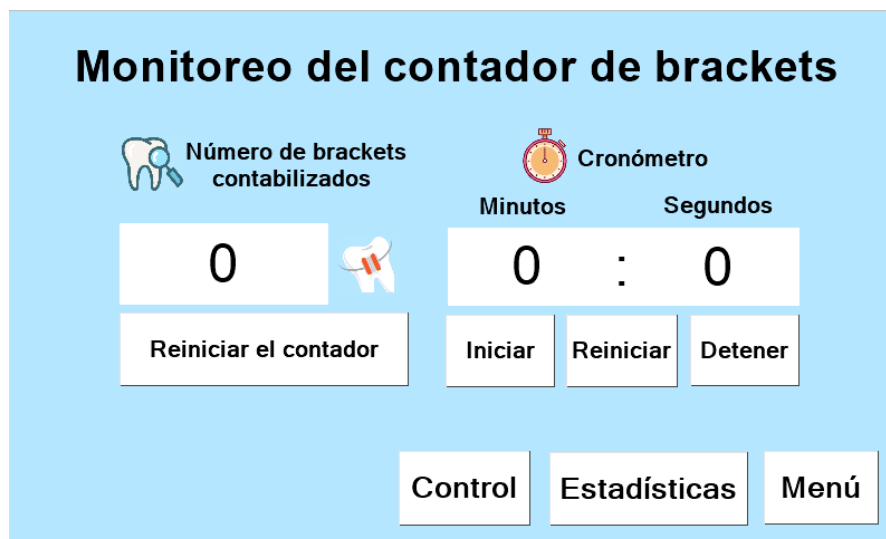 Monitoreo del contador de brackets
Número de brackets
contabilizados
Cronómetro
Minutos Segundos
0
0 : 0
Reiniciar el contador
Iniciar Reiniciar Detener
Control Estadísticas Menú